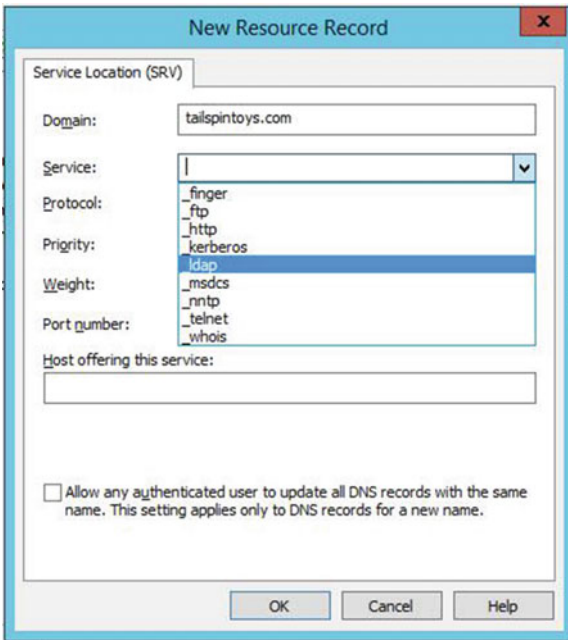 New Resource Record
x
Service Location (SRV)
Domain:
tailspintoys.com
Service:
Protocol:
_finger
_ftp
_http
_kerberos
_ldap
_msdcs
_nntp
_telnet
_whois
Priority:
Weight:
Port number:
Host offering this service:
Allow any authenticated user to update all DNS records with the same
name. This setting applies only to DNS records for a new name.
OK
Cancel
Help